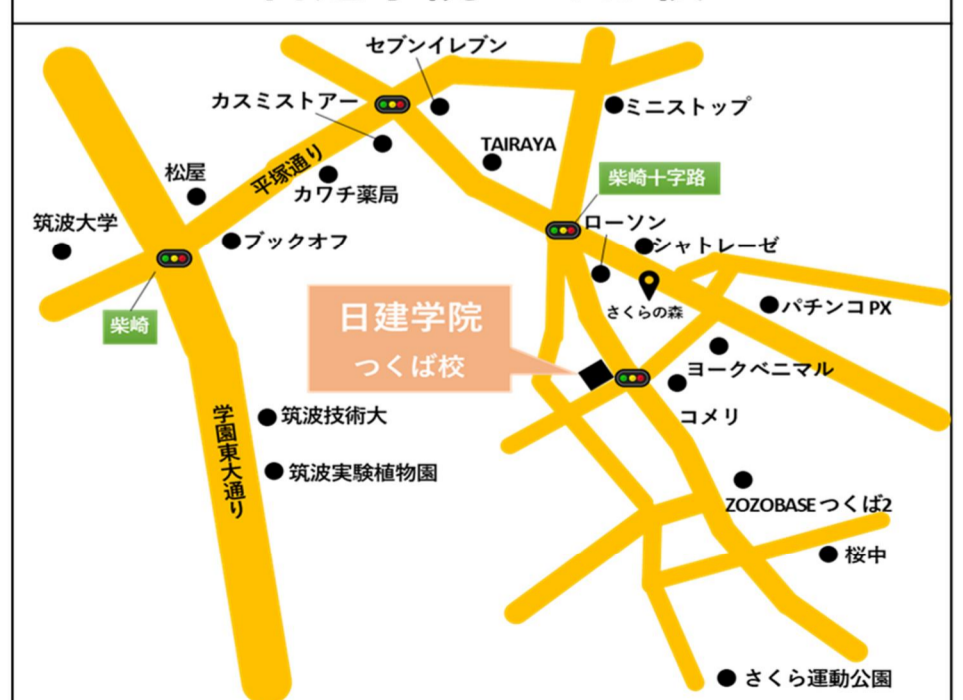 セブンイレブン
カスミストアー
ミニストップ
TAIRAYA
平塚通り
松屋
カワチ薬局
柴崎十字路
筑波大学
ローソン
ブックオフ
シャトレーゼ
日建学院
つくば校
さくらの森
パチンコPX
柴崎
ヨークベニマル
コメリ
筑波技術大
学園東大通り
筑波実験植物園
ZOZOBASEつくば2
桜中
さくら運動公園